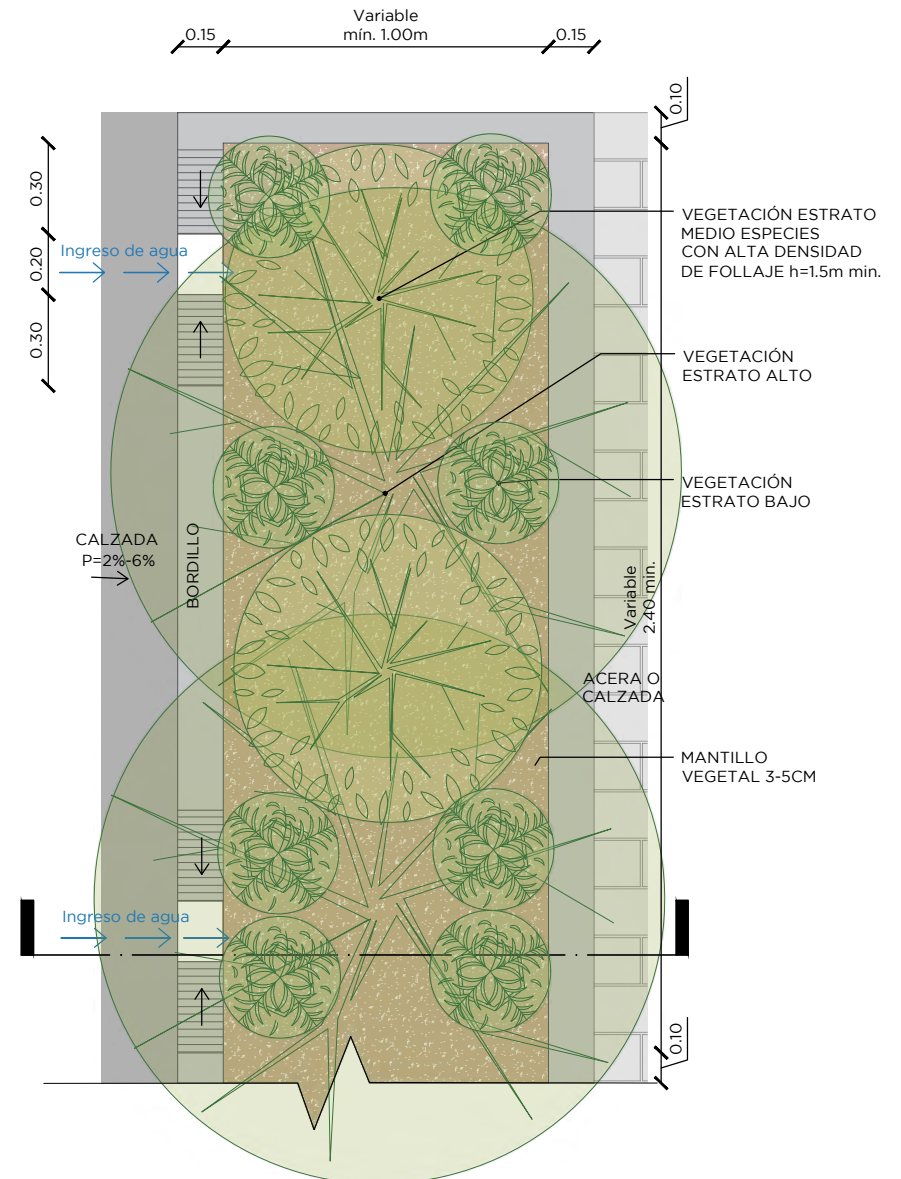 Variable
0.15 mín. 1.00m 0.15
0.10
0.30
Ingreso de agua
0.20
0.30
VEGETACIÓN ESTRATO
MEDIO ESPECIES
CON ALTA DENSIDAD
DE FOLLAJE h=1.5m min.
VEGETACIÓN
ESTRATO ALTO
VEGETACIÓN
ESTRATO BAJO
CALZADA
P=2%-6%
BORDILLO
Variable
2.40 min.
ACERA O
CALZADA
MANTILLO
VEGETAL 3-5CM
Ingreso de agua
0.10